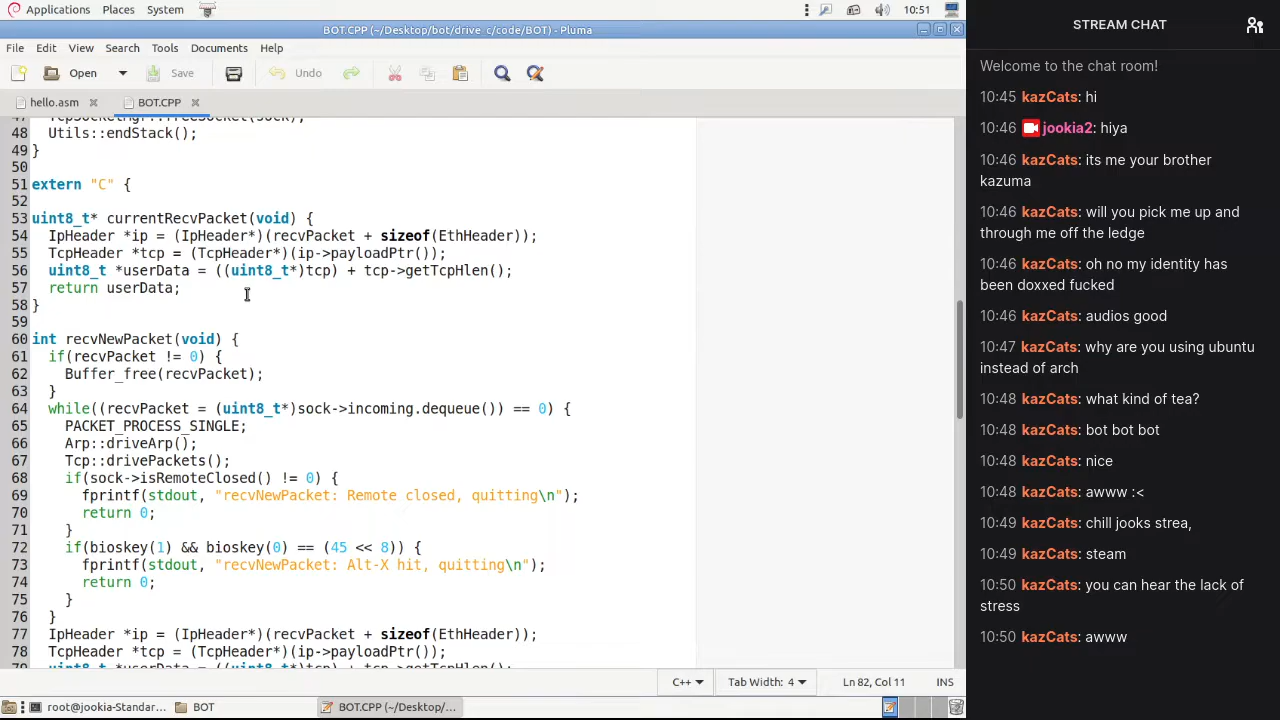 Applications Places System 10:51
BOT.CPP (~/Desktop/bot/drive_c/code/BOT) - Pluma
File Edit View Search Tools Documents Help
Open Save Undo
hello.asm BOT.CPP
47 TcpSocketMgr::freeSocket(sock);
48 Utils::endStack();
49 }
50
51 extern "C" {
52
53 uint8_t* currentRecvPacket(void) {
54 IpHeader *ip = (IpHeader*)(recvPacket + sizeof(EthHeader));
55 TcpHeader *tcp = (TcpHeader*)(ip->payloadPtr());
56 uint8_t *userData = ((uint8_t*)tcp) + tcp->getTcpHlen();
57 return userData;
58 }
59
60 int recvNewPacket(void) {
61 if(recvPacket != 0) {
62 Buffer_free(recvPacket);
63 }
64 while((recvPacket = (uint8_t*)sock->incoming.dequeue()) == 0) {
65 PACKET_PROCESS_SINGLE;
66 Arp::driveArp();
67 Tcp::drivePackets();
68 if(sock->isRemoteClosed() != 0) {
69 fprintf(stdout, "recvNewPacket: Remote closed, quitting\n");
70 return 0;
71 }
72 if(bioskey(1) && bioskey(0) == (45 << 8)) {
73 fprintf(stdout, "recvNewPacket: Alt-X hit, quitting\n");
74 return 0;
75 }
76 }
77 IpHeader *ip = (IpHeader*)(recvPacket + sizeof(EthHeader));
78 TcpHeader *tcp = (TcpHeader*)(ip->payloadPtr());
79 uint8_t *userData = ((uint8_t*)tcp) + tcp->getTcpHlen();
C++ Tab Width: 4 Ln 82, Col 11 INS
root@jookia-Standar... BOT BOT.CPP (~/Desktop/...
STREAM CHAT
Welcome to the chat room!
10:45 kazCats: hi
10:46 jookia2: hiya
10:46 kazCats: its me your brother
kazuma
10:46 kazCats: will you pick me up and
through me off the ledge
10:46 kazCats: oh no my identity has
been doxxed fucked
10:46 kazCats: audios good
10:47 kazCats: why are you using ubuntu
instead of arch
10:48 kazCats: what kind of tea?
10:48 kazCats: bot bot bot
10:48 kazCats: nice
10:48 kazCats: awww :<
10:49 kazCats: chill jooks strea,
10:49 kazCats: steam
10:50 kazCats: you can hear the lack of
stress
10:50 kazCats: awww